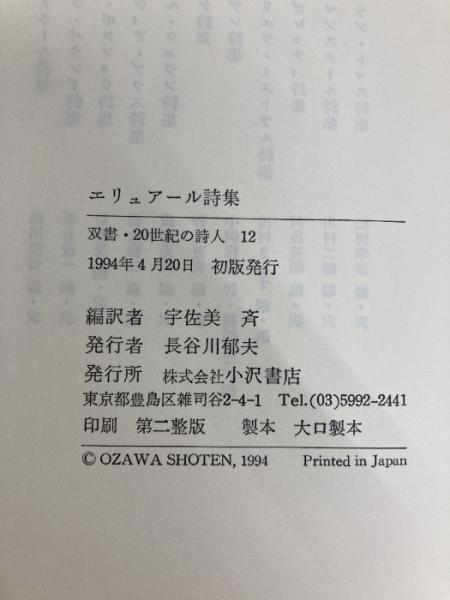 エリュアール詩集
双書・20世紀の詩人 12
1994年4月20日 初版発行
編訳者 宇佐美 斉
発行者 長谷川郁夫
発行所 株式会社小沢書店
東京都豊島区雑司谷2-4-1 Tel.(03)5992-2441
印刷 第二整版 製本 大口製本
© OZAWA SHOTEN, 1994 Printed in Japan